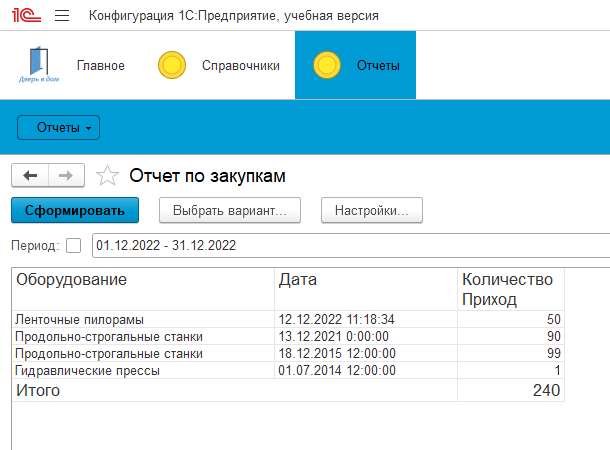 1С Конфигурация 1С:Предприятие, учебная версия
Дверь в дом Главное Справочники Отчеты
Отчеты
Отчет по закупкам
Сформировать Выбрать вариант... Настройки...
Период: 01.12.2022 - 31.12.2022
Оборудование Дата Количество
Приход
Ленточные пилорамы 12.12.2022 11:18:34 50
Продольно-строгальные станки 13.12.2021 0:00:00 90
Продольно-строгальные станки 18.12.2015 12:00:00 99
Гидравлические прессы 01.07.2014 12:00:00 1
Итого 240